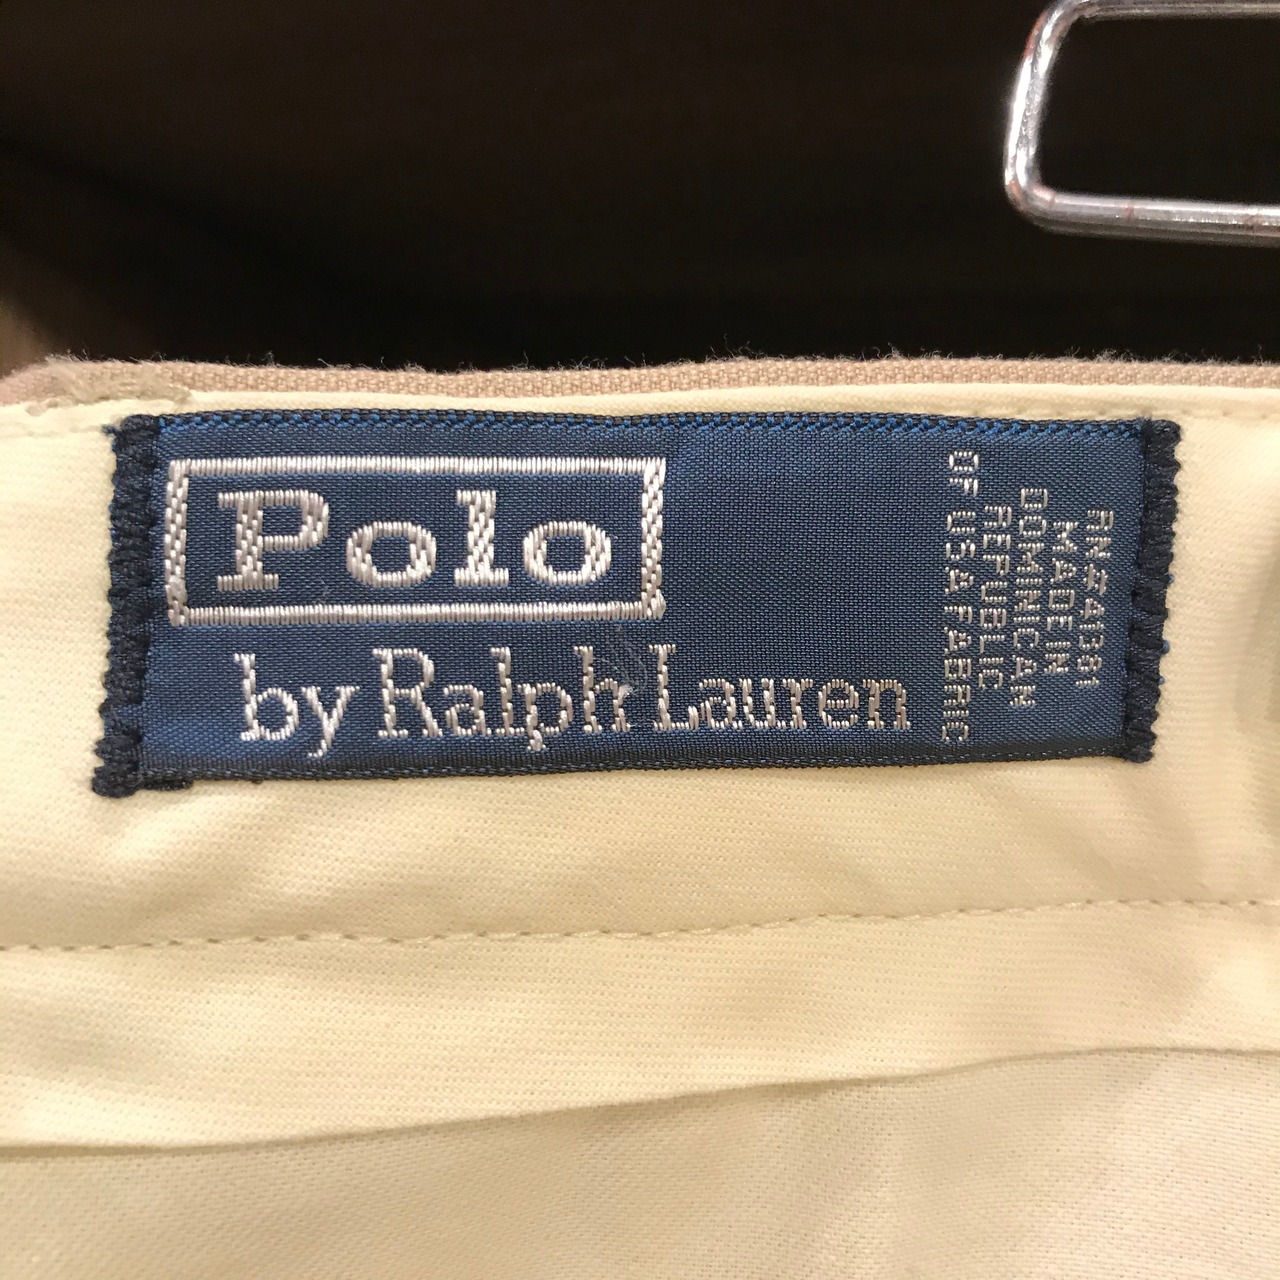 Polo
by Ralph Lauren
RN#41381
MADE IN
DOMINICAN
REPUBLIC
OF USA FABRIC